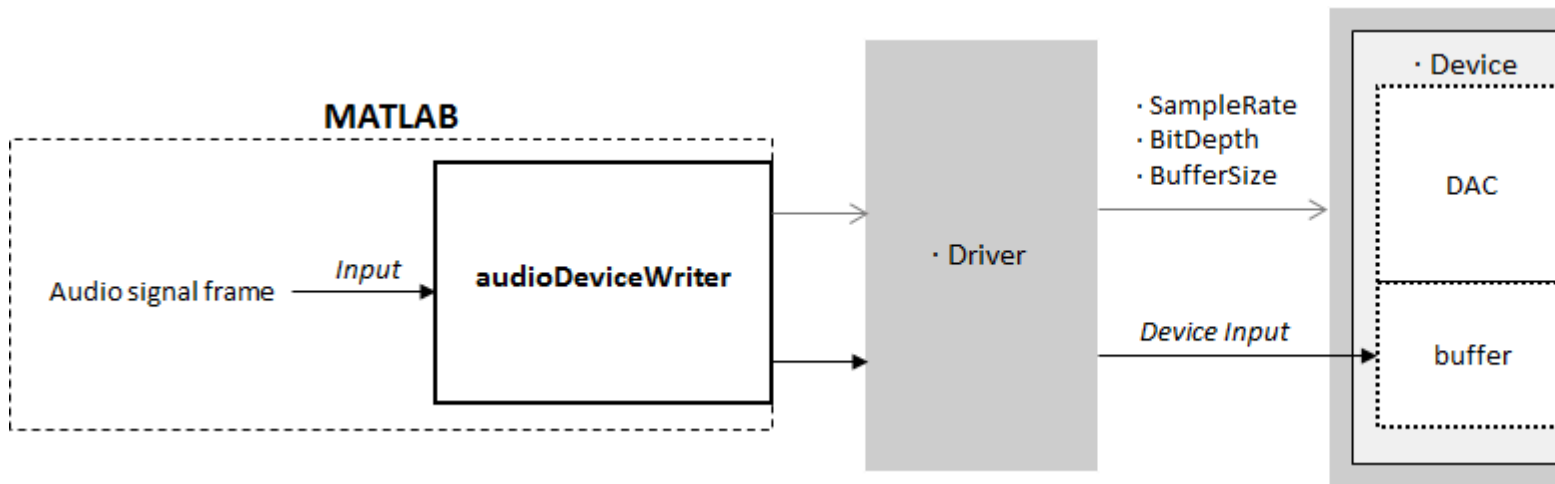 MATLAB
Audio signal frame
Input
audioDeviceWriter
· Driver
· SampleRate
· BitDepth
· BufferSize
Device Input
· Device
DAC
buffer